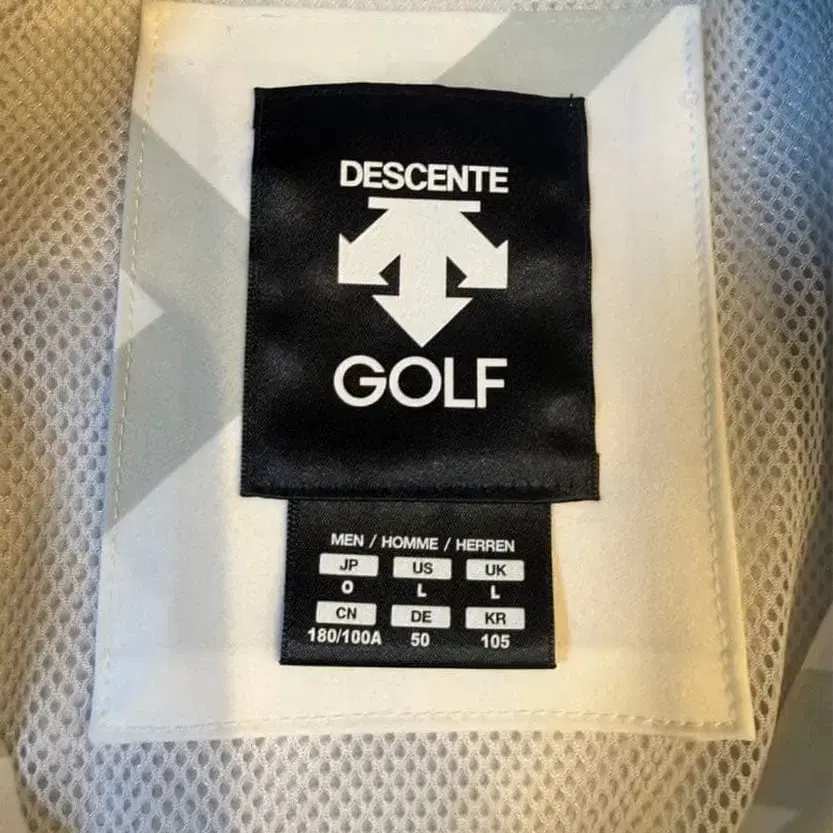 DESCENTE
GOLF
MEN / HOMME / HERREN
JP US UK
O L L
CN DE KR
180/100A 50 105